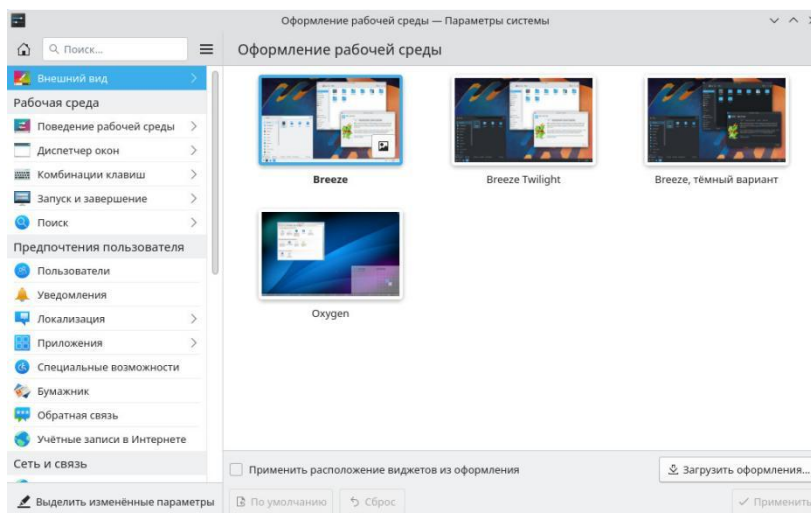 Оформление рабочей среды — Параметры системы
Поиск...
Оформление рабочей среды
Внешний вид
Рабочая среда
Поведение рабочей среды
Диспетчер окон
Комбинации клавиш
Запуск и завершение
Поиск
Предпочтения пользователя
Пользователи
Уведомления
Локализация
Приложения
Специальные возможности
Бумажник
Обратная связь
Учётные записи в Интернете
Сеть и связь
Выделить изменённые параметры
Breeze
Breeze Twilight
Breeze, тёмный вариант
Oxygen
Применить расположение виджетов из оформления
Загрузить оформления...
По умолчанию
Сброс
Применить